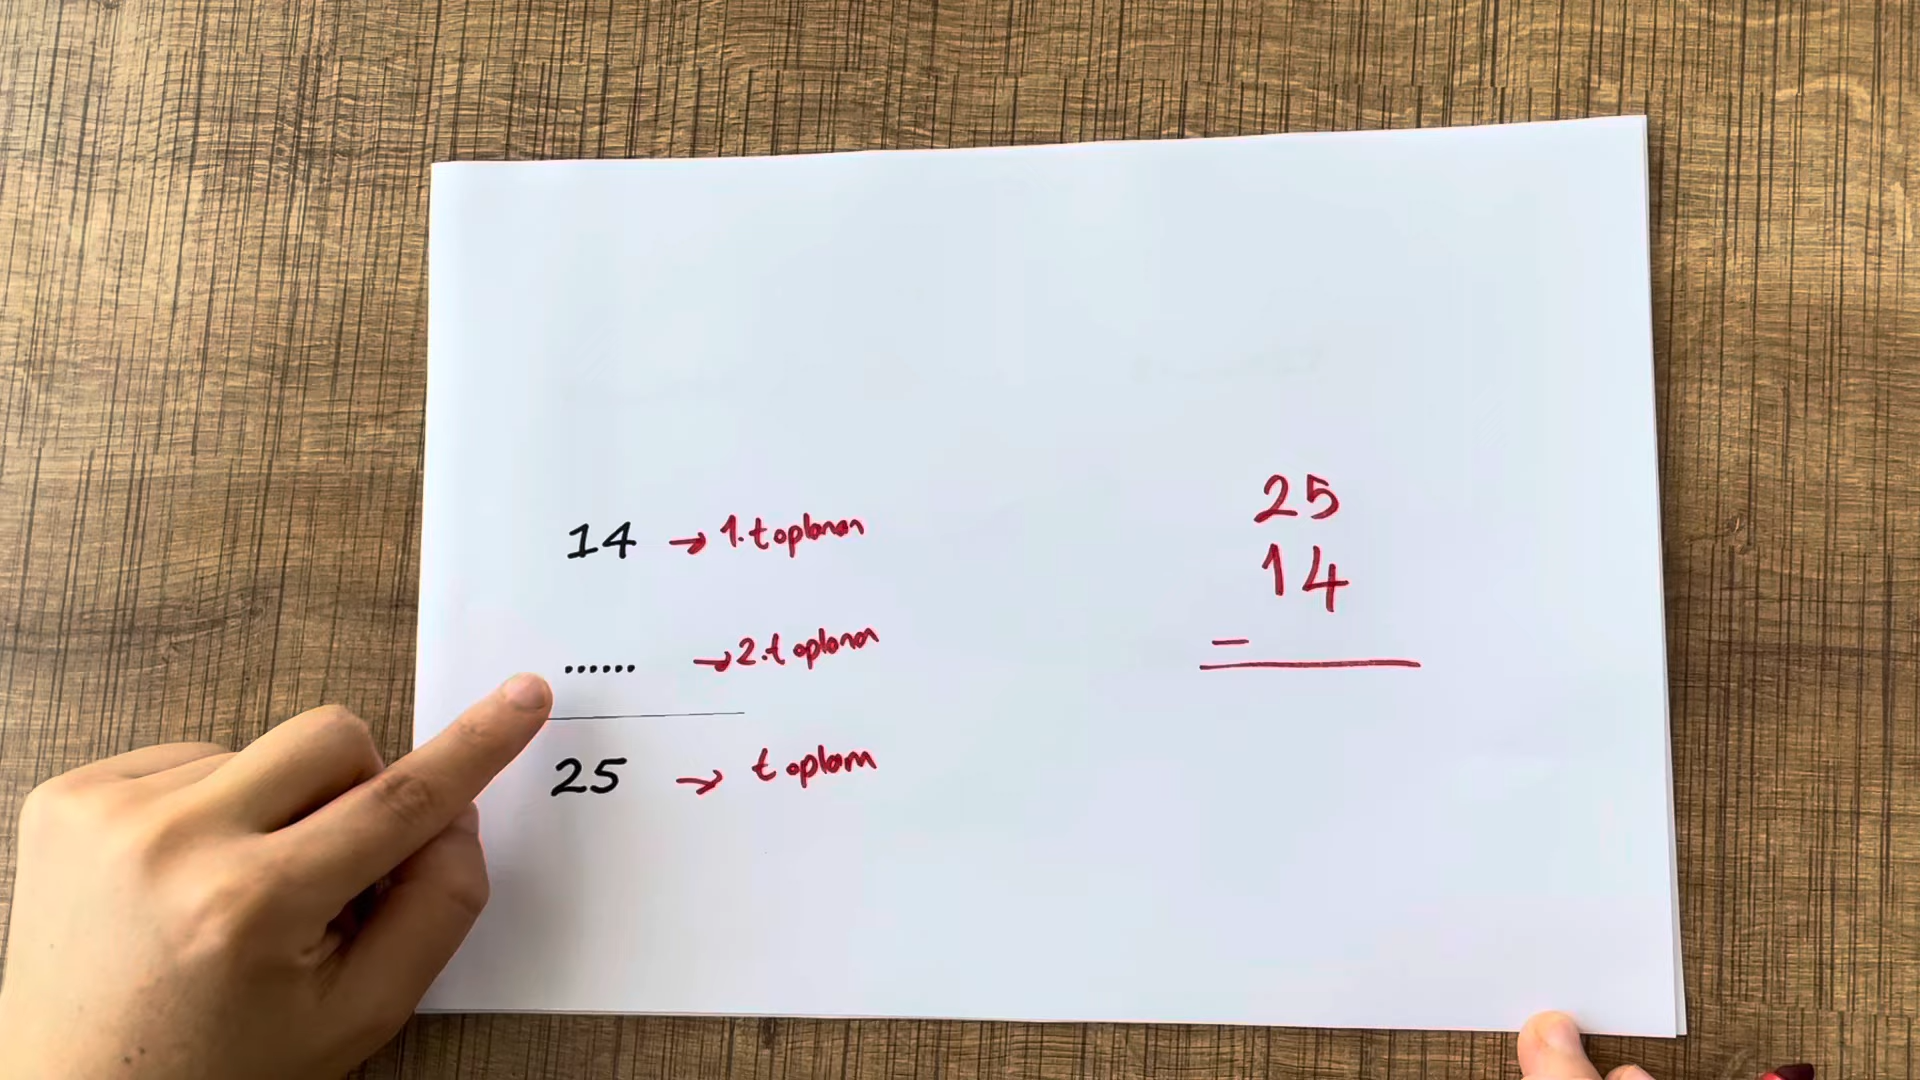 14 → 1. toplanan
...... → 2. toplanan
25 → toplam
25
14
–